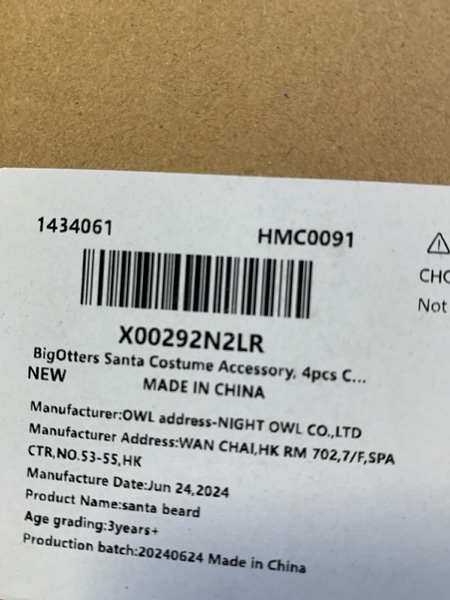 1434061 HMC0091
X00292N2LR
BigOtters Santa Costume Accessory, 4pcs C...
NEW MADE IN CHINA
Manufacturer:OWL address-NIGHT OWL CO.,LTD
Manufacturer Address:WAN CHAI,HK RM 702,7/F,SPA
CTR,NO.53-55,HK
Manufacture Date:Jun 24,2024
Product Name:santa beard
Age grading:3years+
Production batch:20240624 Made in China
CHO
Not